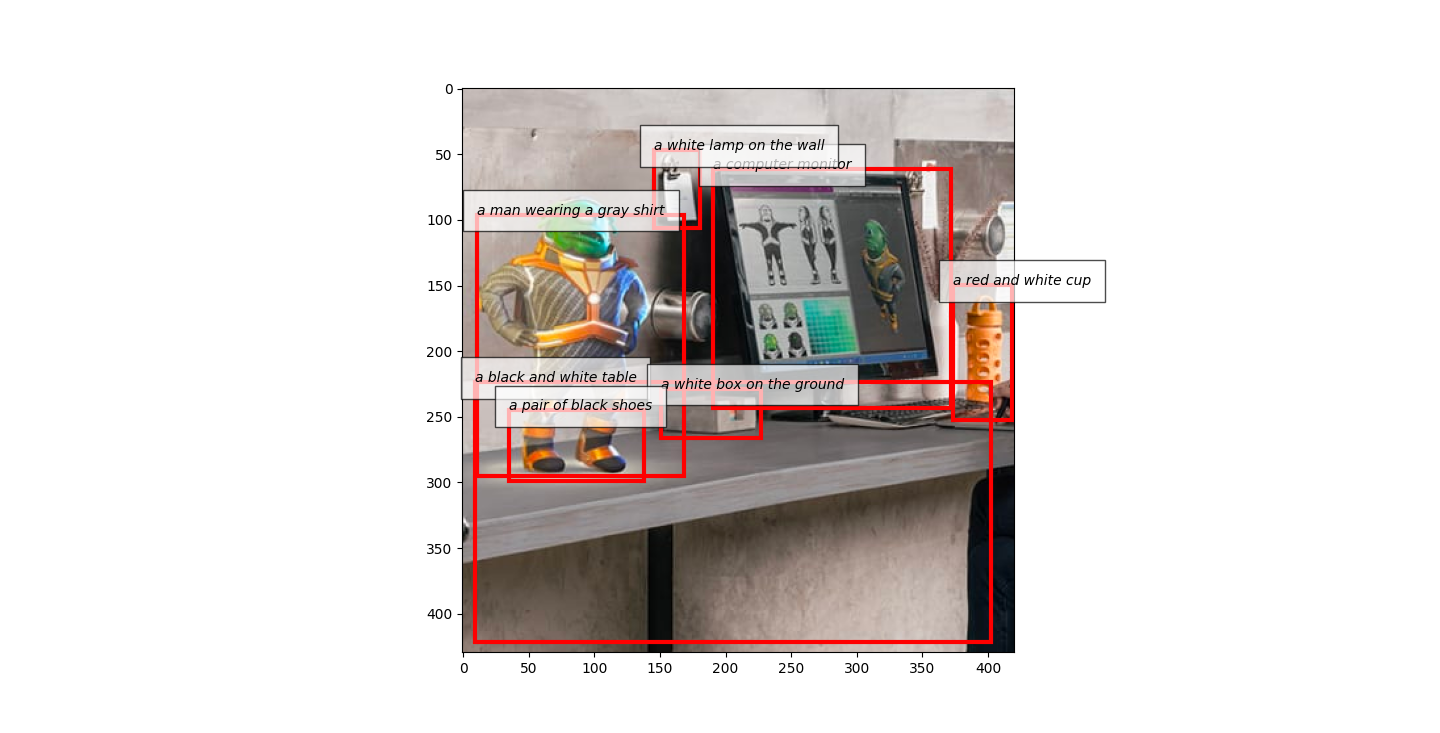 0
50
100
150
200
250
300
350
400
a white lamp on the wall
a computer monitor
a man wearing a gray shirt
a red and white cup
a black and white table
a white box on the ground
a pair of black shoes
0
50
100
150
200
250
300
350
400